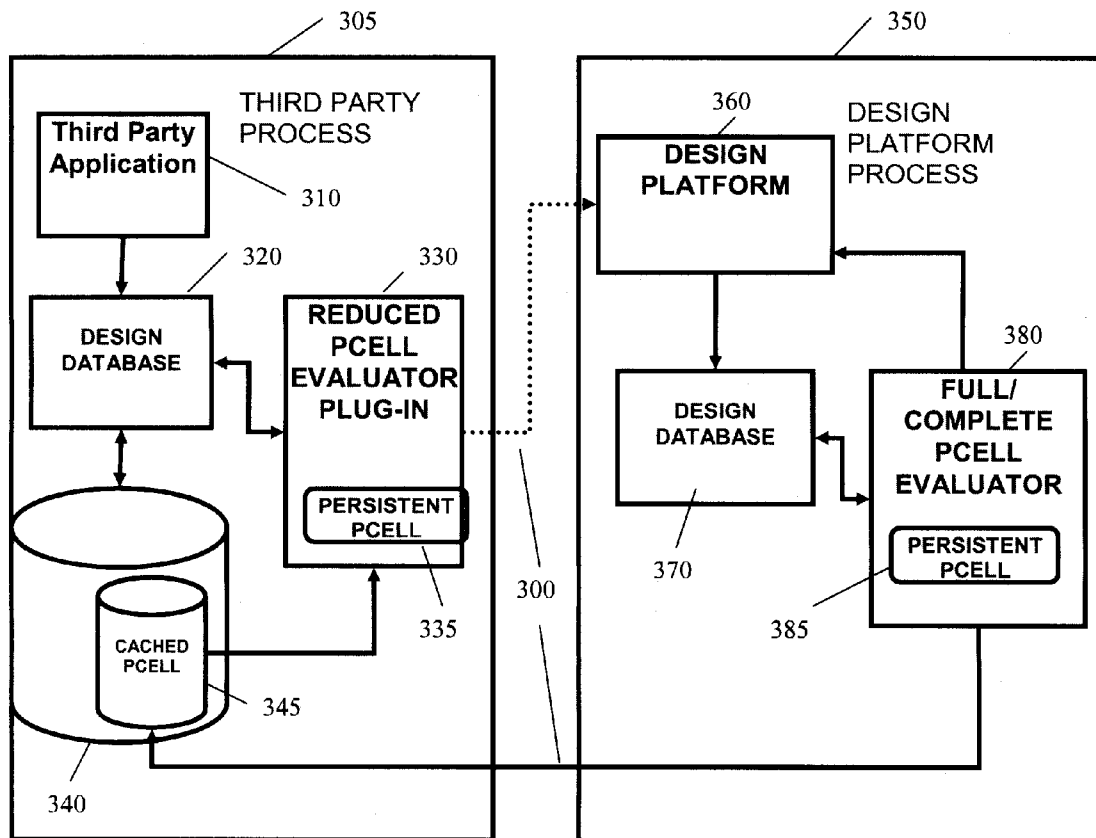 305
350
THIRD PARTY
PROCESS
Third Party
Application
310
320
DESIGN
DATABASE
330
REDUCED
PCELL
EVALUATOR
PLUG-IN
PERSISTENT
PCELL
335
CACHED
PCELL
345
340
300
360
DESIGN
PLATFORM
DESIGN
PLATFORM
PROCESS
DESIGN
DATABASE
370
380
FULL/
COMPLETE
PCELL
EVALUATOR
PERSISTENT
PCELL
385